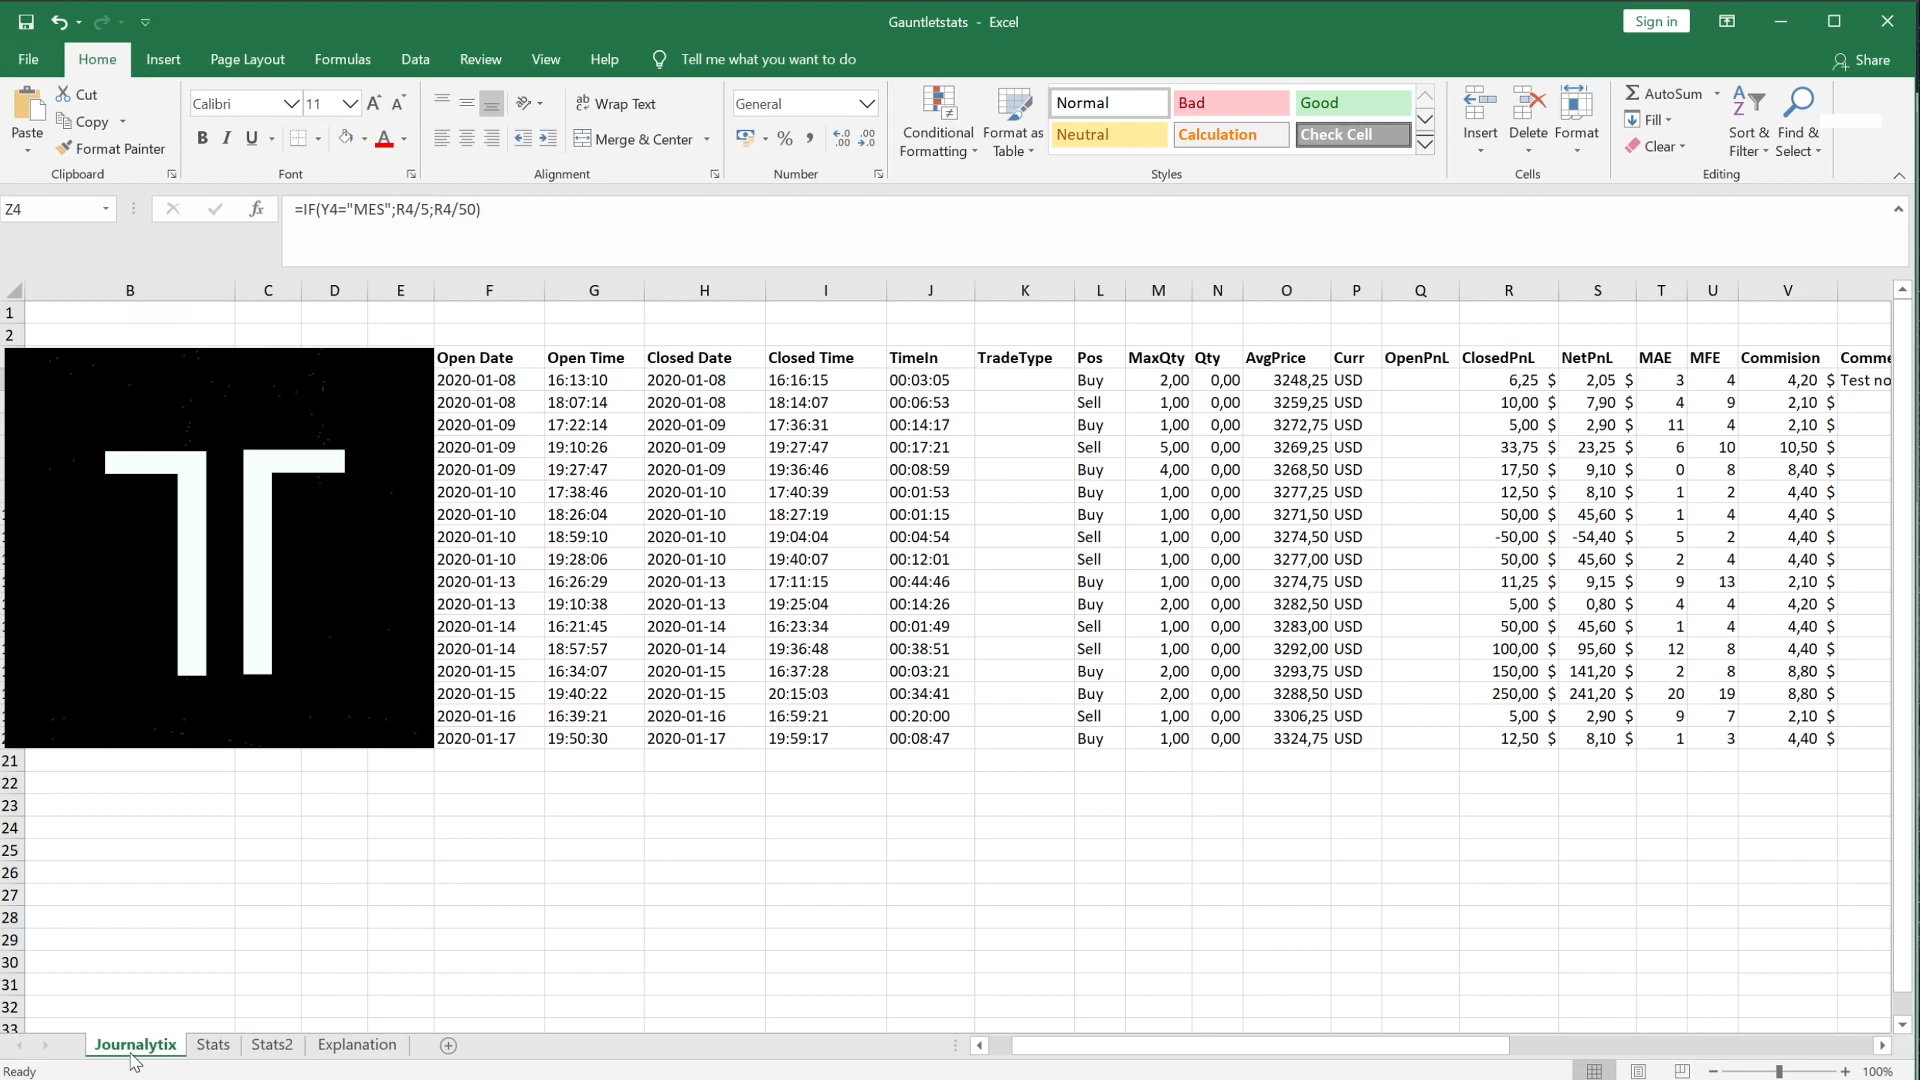 Gauntletstats - Excel
Sign in
File Home Insert Page Layout Formulas Data Review View Help Tell me what you want to do Share
Paste Cut Copy Format Painter Clipboard
Calibri 11 A A B I U A Font
Wrap Text Merge & Center Alignment
General % Number
Conditional Formatting Format as Table Normal Bad Good Neutral Calculation Check Cell Styles
Insert Delete Format Cells
AutoSum Fill Clear Sort & Filter Find & Select Editing
Z4 fx =IF(Y4="MES";R4/5;R4/50)
B C D E F G H I J K L M N O P Q R S T U V
1
2
Open Date Open Time Closed Date Closed Time TimeIn TradeType Pos MaxQty Qty AvgPrice Curr OpenPnL ClosedPnL NetPnL MAE MFE Commision Comme
2020-01-08 16:13:10 2020-01-08 16:16:15 00:03:05 Buy 2,00 0,00 3248,25 USD 6,25 $ 2,05 $ 3 4 4,20 $ Test no
2020-01-08 18:07:14 2020-01-08 18:14:07 00:06:53 Sell 1,00 0,00 3259,25 USD 10,00 $ 7,90 $ 4 9 2,10 $
2020-01-09 17:22:14 2020-01-09 17:36:31 00:14:17 Buy 1,00 0,00 3272,75 USD 5,00 $ 2,90 $ 11 4 2,10 $
2020-01-09 19:10:26 2020-01-09 19:27:47 00:17:21 Sell 5,00 0,00 3269,25 USD 33,75 $ 23,25 $ 6 10 10,50 $
2020-01-09 19:27:47 2020-01-09 19:36:46 00:08:59 Buy 4,00 0,00 3268,50 USD 17,50 $ 9,10 $ 0 8 8,40 $
2020-01-10 17:38:46 2020-01-10 17:40:39 00:01:53 Buy 1,00 0,00 3277,25 USD 12,50 $ 8,10 $ 1 2 4,40 $
2020-01-10 18:26:04 2020-01-10 18:27:19 00:01:15 Buy 1,00 0,00 3271,50 USD 50,00 $ 45,60 $ 1 4 4,40 $
2020-01-10 18:59:10 2020-01-10 19:04:04 00:04:54 Sell 1,00 0,00 3274,50 USD -50,00 $ -54,40 $ 5 2 4,40 $
2020-01-10 19:28:06 2020-01-10 19:40:07 00:12:01 Sell 1,00 0,00 3277,00 USD 50,00 $ 45,60 $ 2 4 4,40 $
2020-01-13 16:26:29 2020-01-13 17:11:15 00:44:46 Buy 1,00 0,00 3274,75 USD 11,25 $ 9,15 $ 9 13 2,10 $
2020-01-13 19:10:38 2020-01-13 19:25:04 00:14:26 Buy 2,00 0,00 3282,50 USD 5,00 $ 0,80 $ 4 4 4,20 $
2020-01-14 16:21:45 2020-01-14 16:23:34 00:01:49 Sell 1,00 0,00 3283,00 USD 50,00 $ 45,60 $ 1 4 4,40 $
2020-01-14 18:57:57 2020-01-14 19:36:48 00:38:51 Sell 1,00 0,00 3292,00 USD 100,00 $ 95,60 $ 12 8 4,40 $
2020-01-15 16:34:07 2020-01-15 16:37:28 00:03:21 Buy 2,00 0,00 3293,75 USD 150,00 $ 141,20 $ 2 8 8,80 $
2020-01-15 19:40:22 2020-01-15 20:15:03 00:34:41 Buy 2,00 0,00 3288,50 USD 250,00 $ 241,20 $ 20 19 8,80 $
2020-01-16 16:39:21 2020-01-16 16:59:21 00:20:00 Sell 1,00 0,00 3306,25 USD 5,00 $ 2,90 $ 9 7 2,10 $
2020-01-17 19:50:30 2020-01-17 19:59:17 00:08:47 Buy 1,00 0,00 3324,75 USD 12,50 $ 8,10 $ 1 3 4,40 $
21
22
23
24
25
26
27
28
29
30
31
32
33
Journalytix Stats Stats2 Explanation
Ready 100%